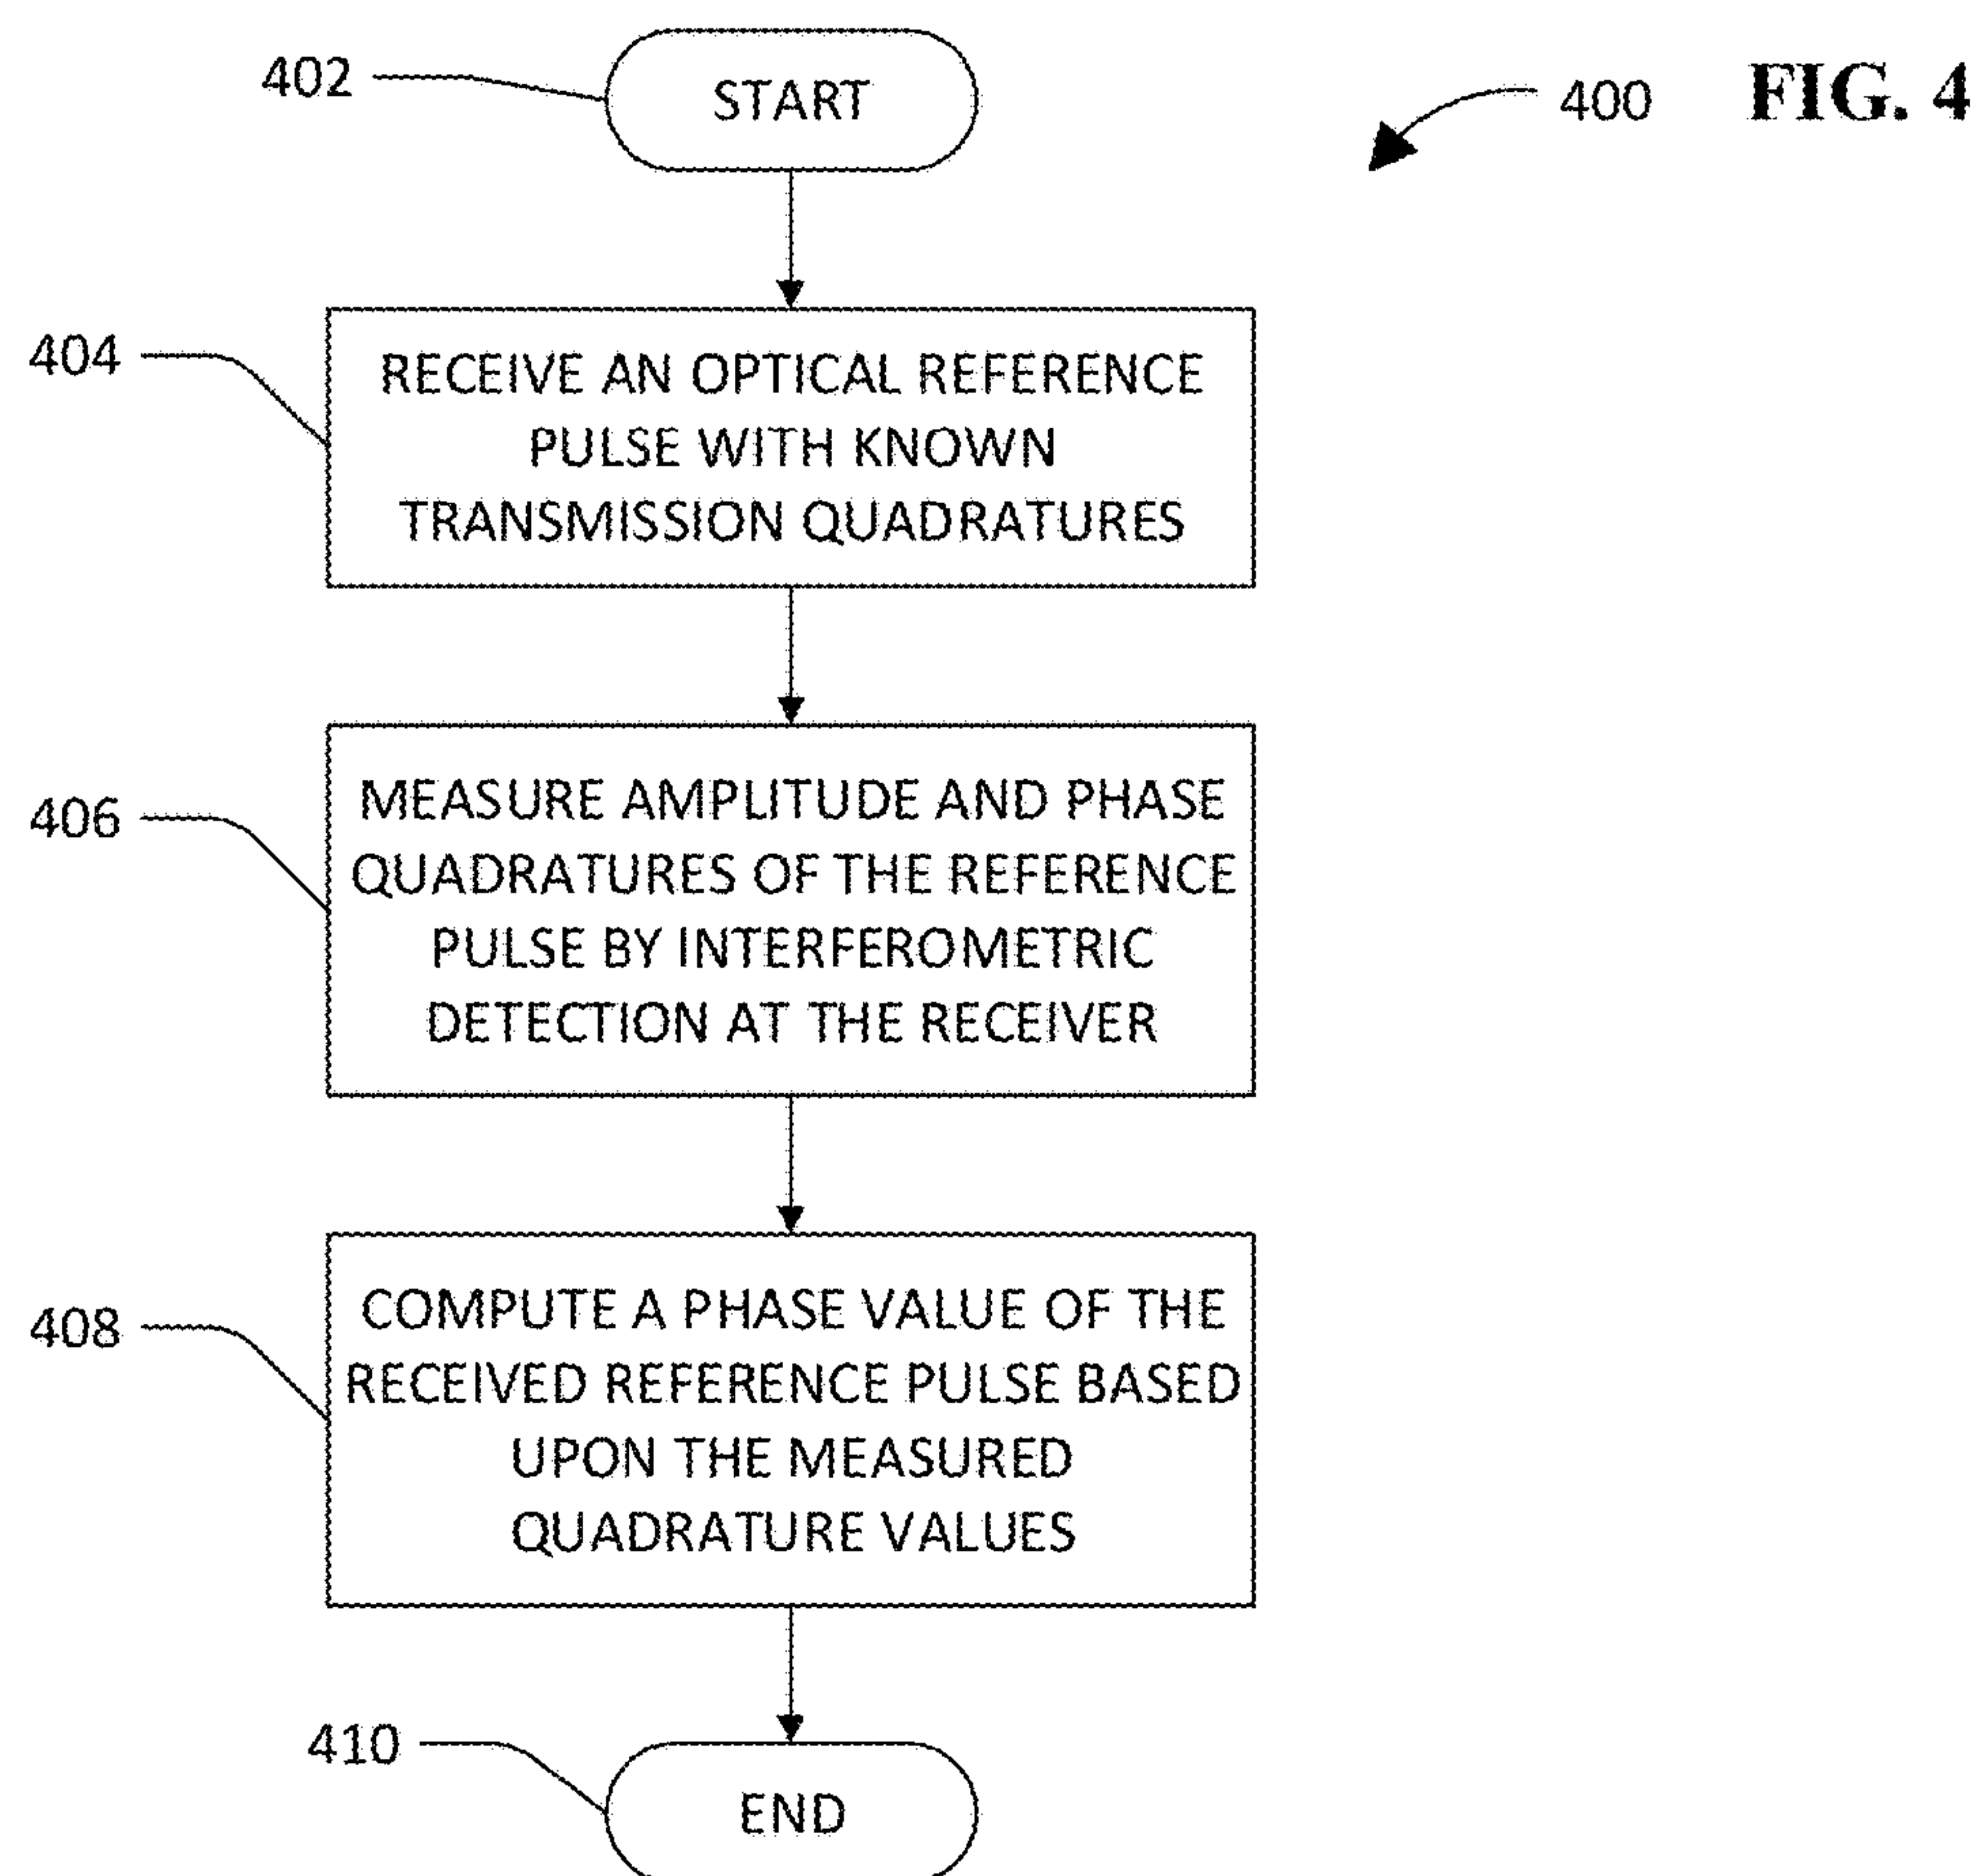 FIG. 4
400
402
START
404
RECEIVE AN OPTICAL REFERENCE
PULSE WITH KNOWN
TRANSMISSION QUADRATURES
406
MEASURE AMPLITUDE AND PHASE
QUADRATURES OF THE REFERENCE
PULSE BY INTERFEROMETRIC
DETECTION AT THE RECEIVER
408
COMPUTE A PHASE VALUE OF THE
RECEIVED REFERENCE PULSE BASED
UPON THE MEASURED
QUADRATURE VALUES
410
END